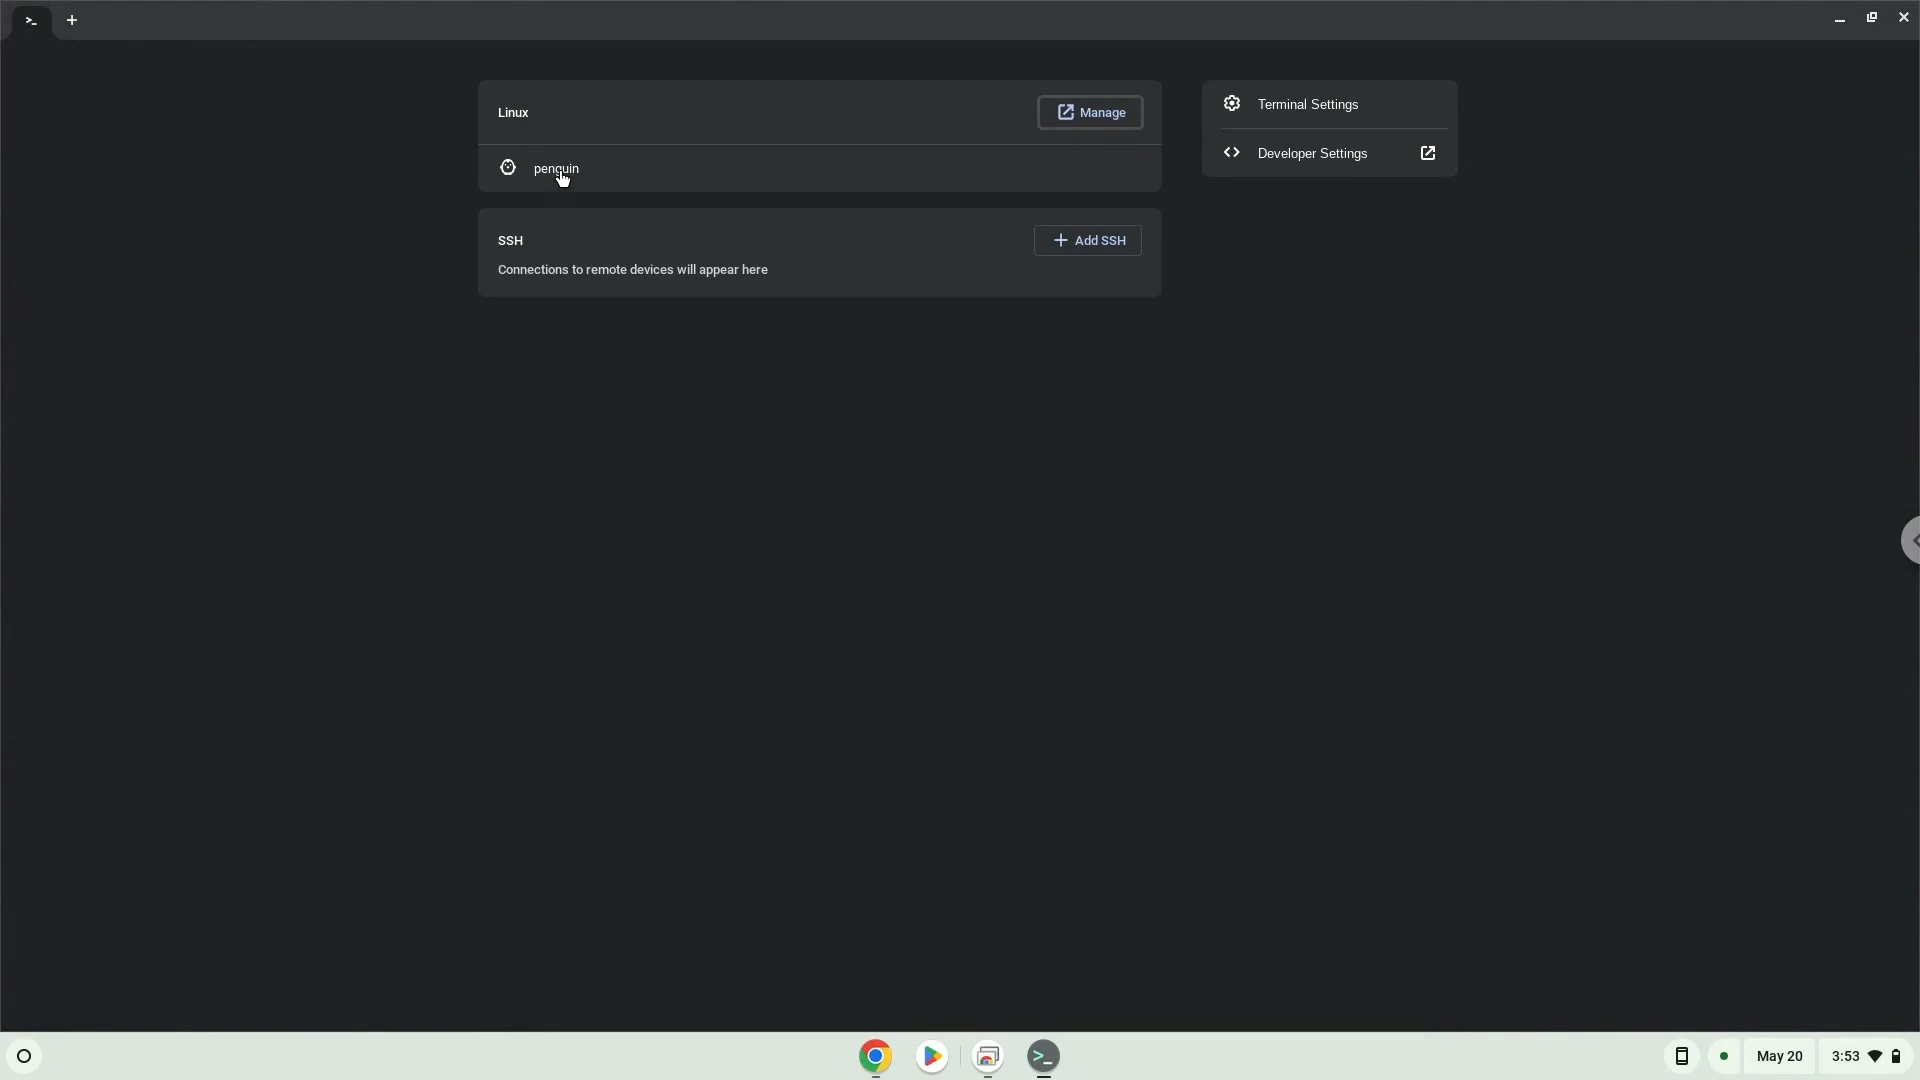 Linux
Manage
penguin
SSH
Add SSH
Connections to remote devices will appear here
Terminal Settings
Developer Settings
May 20
3:53